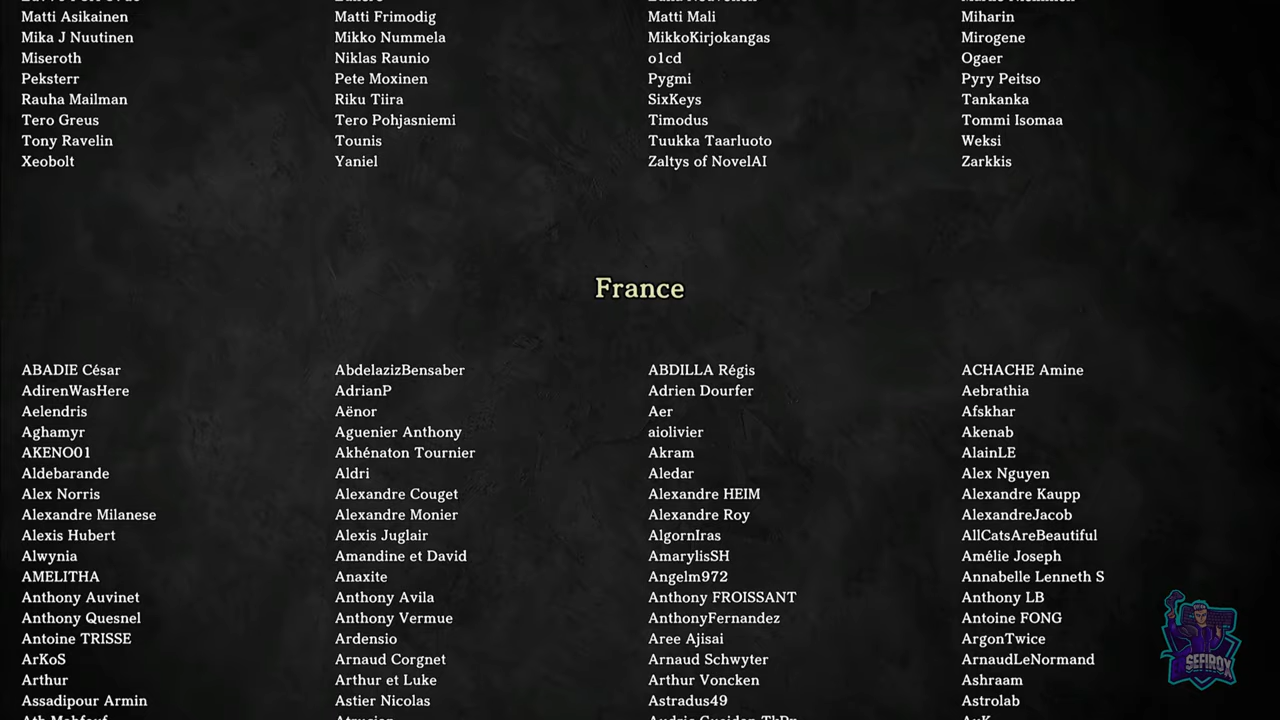 Matti Asikainen Matti Frimodig Matti Mali Miharin
Mika J Nuutinen Mikko Nummela MikkoKirjokangas Mirogene
Miseroth Niklas Raunio o1cd Ogaer
Peksterr Pete Moxinen Pygmi Pyry Peitso
Rauha Mailman Riku Tiira SixKeys Tankanka
Tero Greus Tero Pohjasniemi Timodus Tommi Isomaa
Tony Ravelin Tounis Tuukka Taarluoto Weksi
Xeobolt Yaniel Zaltys of NovelAI Zarkkis
France
ABADIE César AbdelazizBensaber ABDILLA Régis ACHACHE Amine
AdirenWasHere AdrianP Adrien Dourfer Aebrathia
Aelendris Aënor Aer Afskhar
Aghamyr Aguenier Anthony aiolivier Akenab
AKENO01 Akhénaton Tournier Akram AlainLE
Aldebarande Aldri Aledar Alex Nguyen
Alex Norris Alexandre Couget Alexandre HEIM Alexandre Kaupp
Alexandre Milanese Alexandre Monier Alexandre Roy AlexandreJacob
Alexis Hubert Alexis Juglair AlgornIras AllCatsAreBeautiful
Alwynia Amandine et David AmarylisSH Amélie Joseph
AMELITHA Anaxite Angelm972 Annabelle Lenneth S
Anthony Auvinet Anthony Avila Anthony FROISSANT Anthony LB
Anthony Quesnel Anthony Vermue AnthonyFernandez Antoine FONG
Antoine TRISSE Ardensio Aree Ajisai ArgonTwice
ArKoS Arnaud Corgnet Arnaud Schwyter ArnaudLeNormand
Arthur Arthur et Luke Arthur Voncken Ashraam
Assadipour Armin Astier Nicolas Astradus49 Astrolab
SEFIROX